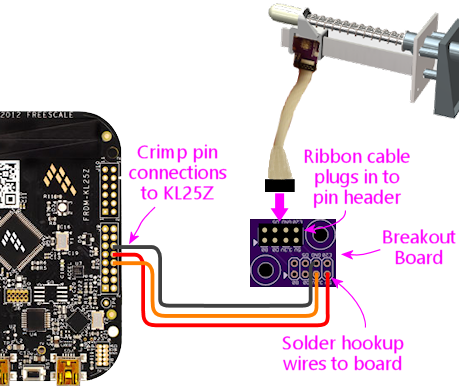 2012 FREESCALE
FRDM-KL25Z
Crimp pin
connections
to KL25Z
Ribbon cable
plugs in to
pin header
Breakout
Board
Solder hookup
wires to board